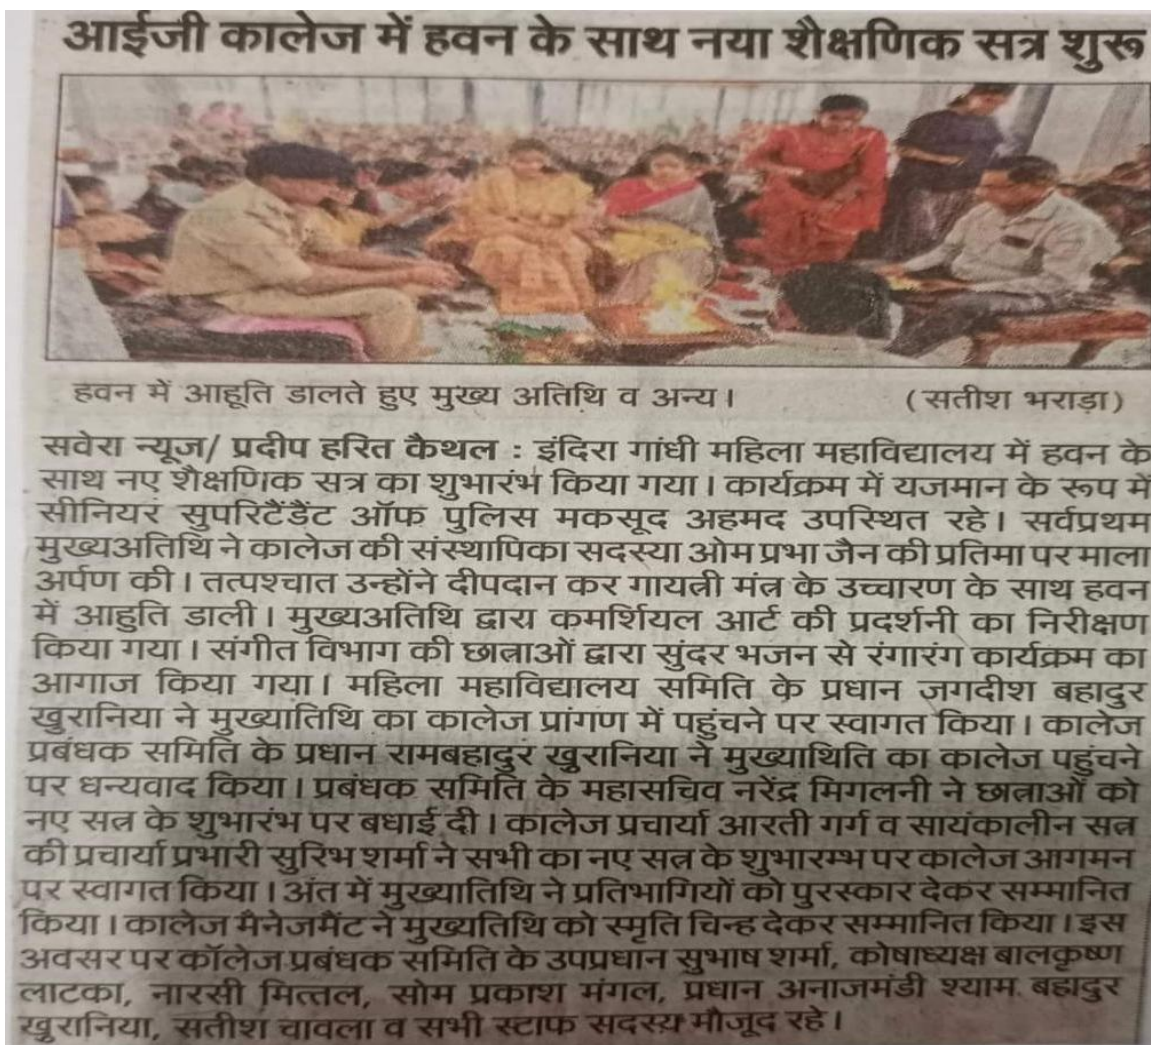 आईजी कालेज में हवन के साथ नया शैक्षणिक सत्र शुरू
हवन में आहूति डालते हुए मुख्य अतिथि व अन्य। (सतीश भराड़ा)
सवेरा न्यूज/ प्रदीप हरित कैथल : इंदिरा गांधी महिला महाविद्यालय में हवन के
साथ नए शैक्षणिक सत्र का शुभारंभ किया गया। कार्यक्रम में यजमान के रूप में
सीनियर सुपरिटैंडैंट ऑफ पुलिस मकसूद अहमद उपस्थित रहे। सर्वप्रथम
मुख्यअतिथि ने कालेज की संस्थापिका सदस्या ओम प्रभा जैन की प्रतिमा पर माला
अर्पण की। तत्पश्चात उन्होंने दीपदान कर गायत्री मंत्र के उच्चारण के साथ हवन
में आहुति डाली। मुख्यअतिथि द्वारा कमर्शियल आर्ट की प्रदर्शनी का निरीक्षण
किया गया। संगीत विभाग की छात्राओं द्वारा सुंदर भजन से रंगारंग कार्यक्रम का
आगाज किया गया। महिला महाविद्यालय समिति के प्रधान जगदीश बहादुर
खुरानिया ने मुख्यातिथि का कालेज प्रांगण में पहुंचने पर स्वागत किया। कालेज
प्रबंधक समिति के प्रधान रामबहादुर खुरानिया ने मुख्याथिति का कालेज पहुंचने
पर धन्यवाद किया। प्रबंधक समिति के महासचिव नरेंद्र मिगलनी ने छात्राओं को
नए सत्र के शुभारंभ पर बधाई दी। कालेज प्रचार्या आरती गर्ग व सायंकालीन सत्र
की प्रचार्या प्रभारी सुरिभ शर्मा ने सभी का नए सत्र के शुभारम्भ पर कालेज आगमन
पर स्वागत किया। अंत में मुख्यातिथि ने प्रतिभागियों को पुरस्कार देकर सम्मानित
किया। कालेज मैनेजमैंट ने मुख्यतिथि को स्मृति चिन्ह देकर सम्मानित किया। इस
अवसर पर कॉलेज प्रबंधक समिति के उपप्रधान सुभाष शर्मा, कोषाध्यक्ष बालकृष्ण
लाटका, नारसी मित्तल, सोम प्रकाश मंगल, प्रधान अनाजमंडी श्याम बहादुर
खुरानिया, सतीश चावला व सभी स्टाफ सदस्य मौजूद रहे।